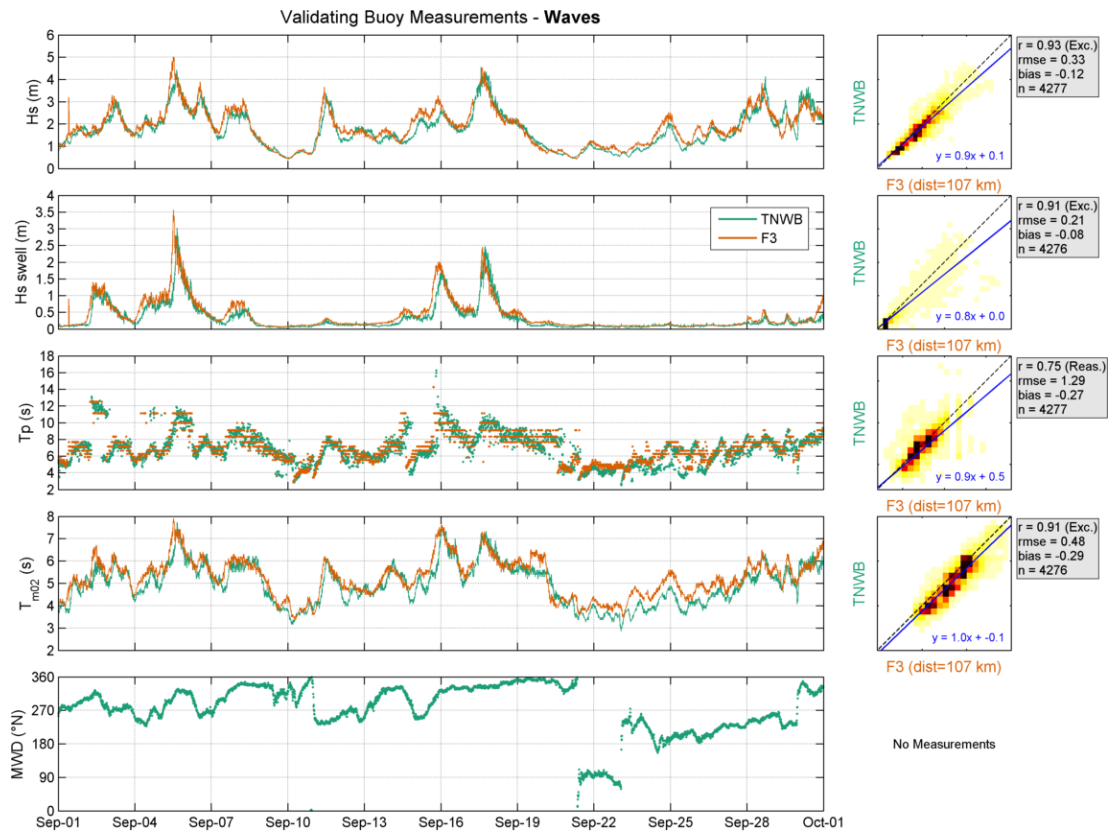 Validating Buoy Measurements - Waves
6
5
4
3
2
1
0
Hs (m)
TNWB
r = 0.93 (Exc.)
rmse = 0.33
bias = -0.12
n = 4277
y = 0.9x + 0.1
F3 (dist=107 km)
4
3.5
3
2.5
2
1.5
1
0.5
0
Hs swell (m)
TNWB
F3
TNWB
r = 0.91 (Exc.)
rmse = 0.21
bias = -0.08
n = 4276
y = 0.8x + 0.0
F3 (dist=107 km)
18
16
14
12
10
8
6
4
2
Tp (s)
TNWB
r = 0.75 (Reas.)
rmse = 1.29
bias = -0.27
n = 4277
y = 0.9x + 0.5
F3 (dist=107 km)
8
7
6
5
4
3
2
Tm02 (s)
TNWB
r = 0.91 (Exc.)
rmse = 0.48
bias = -0.29
n = 4276
y = 1.0x + -0.1
F3 (dist=107 km)
360
270
180
90
0
MWD (°N)
No Measurements
Sep-01 Sep-04 Sep-07 Sep-10 Sep-13 Sep-16 Sep-19 Sep-22 Sep-25 Sep-28 Oct-01